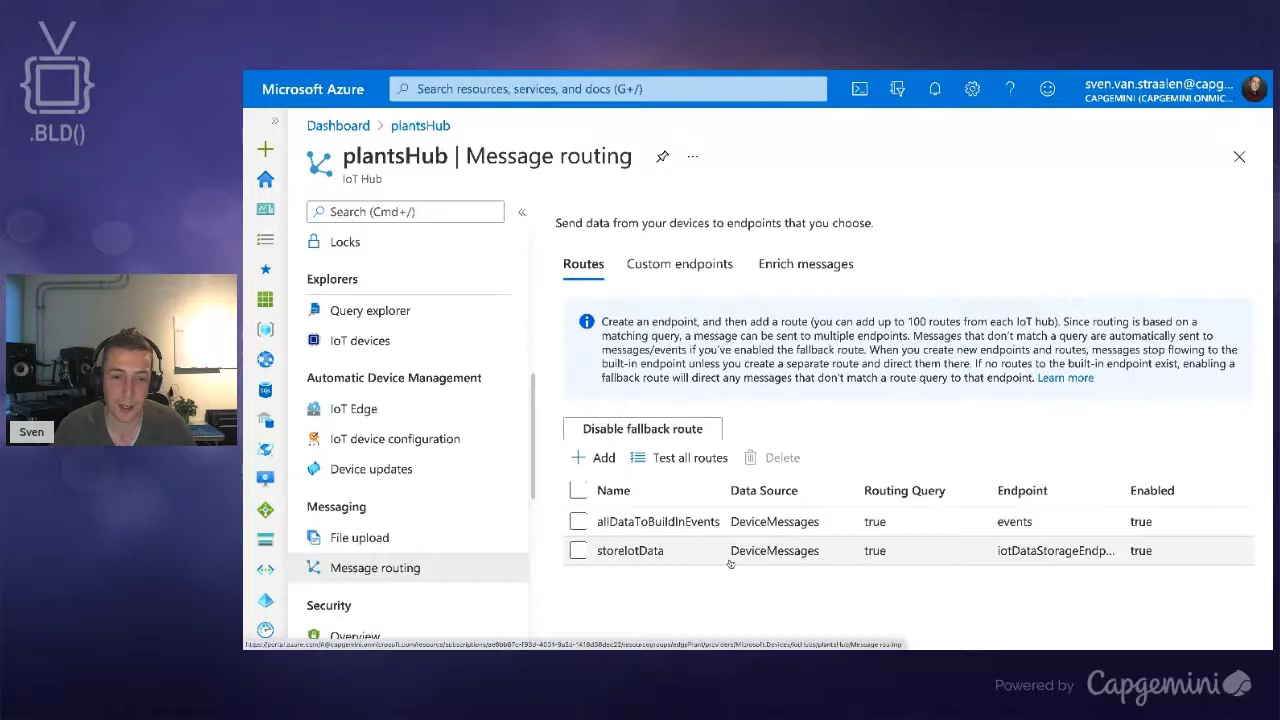 .BLD()
Microsoft Azure
Search resources, services, and docs (G+/)
sven.van.straalen@capg...
CAPGEMINI (CAPGEMINI.ONMIC...
Dashboard > plantsHub
plantsHub | Message routing
IoT Hub
Search (Cmd+/)
Locks
Explorers
Query explorer
IoT devices
Automatic Device Management
IoT Edge
IoT device configuration
Device updates
Messaging
File upload
Message routing
Security
Overview
Send data from your devices to endpoints that you choose.
Routes
Custom endpoints
Enrich messages
Create an endpoint, and then add a route (you can add up to 100 routes from each IoT hub). Since routing is based on a
matching query, a message can be sent to multiple endpoints. Messages that don't match a query are automatically sent to
messages/events if you've enabled the fallback route. When you create new endpoints and routes, messages stop flowing to the
built-in endpoint unless you create a separate route and direct them there. If no routes to the built-in endpoint exist, enabling a
fallback route will direct any messages that don't match a route query to that endpoint. Learn more
Disable fallback route
Add
Test all routes
Delete
Name Data Source Routing Query Endpoint Enabled
allDataToBuildInEvents DeviceMessages true events true
storeIotData DeviceMessages true iotDataStorageEndp... true
Sven
Powered by Capgemini